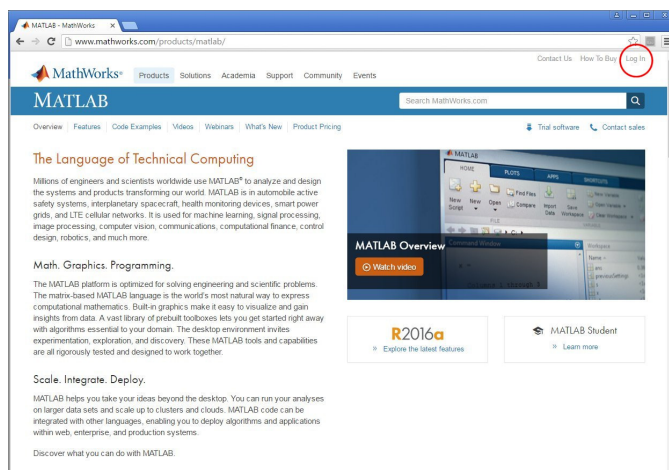 MATLAB - MathWorks
www.mathworks.com/products/matlab/
Contact Us How To Buy Log In
MathWorks® Products Solutions Academia Support Community Events
MATLAB
Search MathWorks.com
Overview Features Code Examples Videos Webinars What's New Product Pricing
Trial software Contact sales
The Language of Technical Computing
Millions of engineers and scientists worldwide use MATLAB® to analyze and design
the systems and products transforming our world. MATLAB is in automobile active
safety systems, interplanetary spacecraft, health monitoring devices, smart power
grids, and LTE cellular networks. It is used for machine learning, signal processing,
image processing, computer vision, communications, computational finance, control
design, robotics, and much more.
Math. Graphics. Programming.
The MATLAB platform is optimized for solving engineering and scientific problems.
The matrix-based MATLAB language is the world's most natural way to express
computational mathematics. Built-in graphics make it easy to visualize and gain
insights from data. A vast library of prebuilt toolboxes lets you get started right away
with algorithms essential to your domain. The desktop environment invites
experimentation, exploration, and discovery. These MATLAB tools and capabilities
are all rigorously tested and designed to work together.
Scale. Integrate. Deploy.
MATLAB helps you take your ideas beyond the desktop. You can run your analyses
on larger data sets and scale up to clusters and clouds. MATLAB code can be
integrated with other languages, enabling you to deploy algorithms and applications
within web, enterprise, and production systems.
Discover what you can do with MATLAB.
MATLAB
HOME PLOTS APPS SHORTCUTS
New Script New Open Find Files Compare Import Data Save Workspace New Variable Open Variable Clear Workspace
FILE
Command Window Workspace
Name
MATLAB Overview
Watch video
R2016a
» Explore the latest features
MATLAB Student
» Learn more